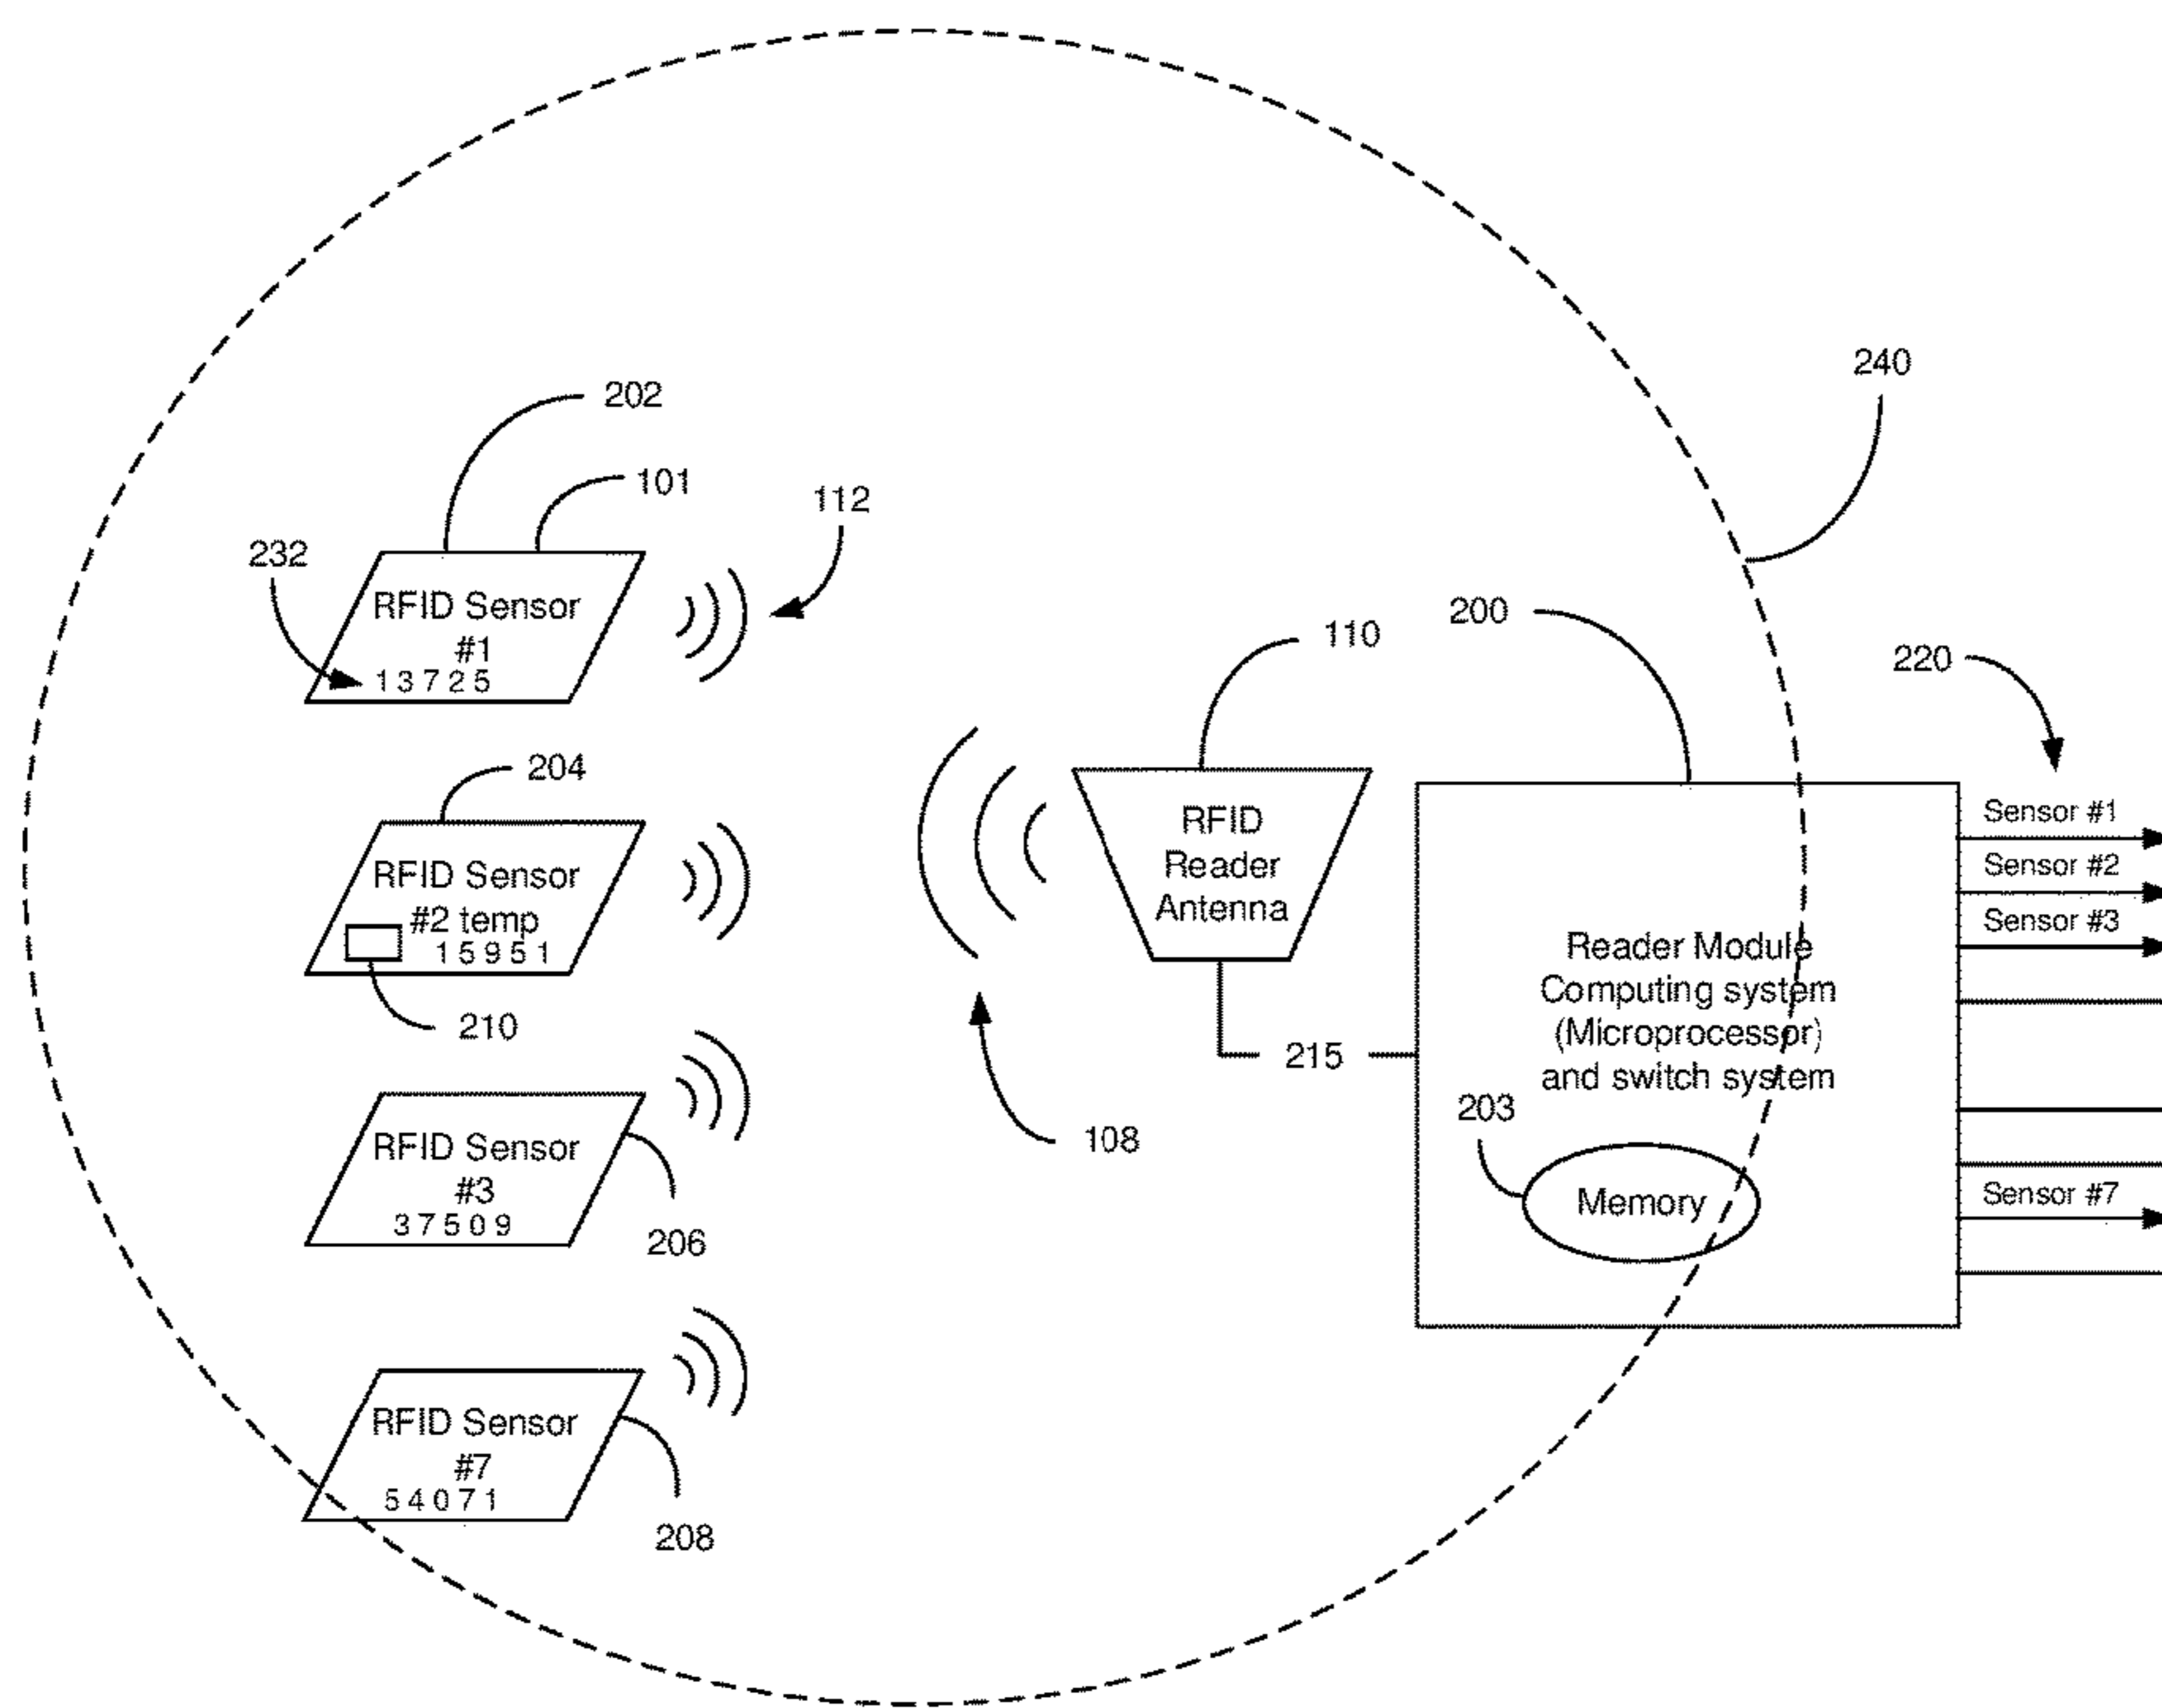 240
202
101
112
232
RFID Sensor
#1
1 3 7 2 5
110
200
220
204
RFID Sensor
#2 temp
1 5 9 5 1
210
RFID
Reader
Antenna
Sensor #1
Sensor #2
Sensor #3
Reader Module
Computing system
(Microprocessor)
and switch system
215
108
203
Memory
Sensor #7
RFID Sensor
#3
3 7 5 0 9
206
RFID Sensor
#7
5 4 0 7 1
208